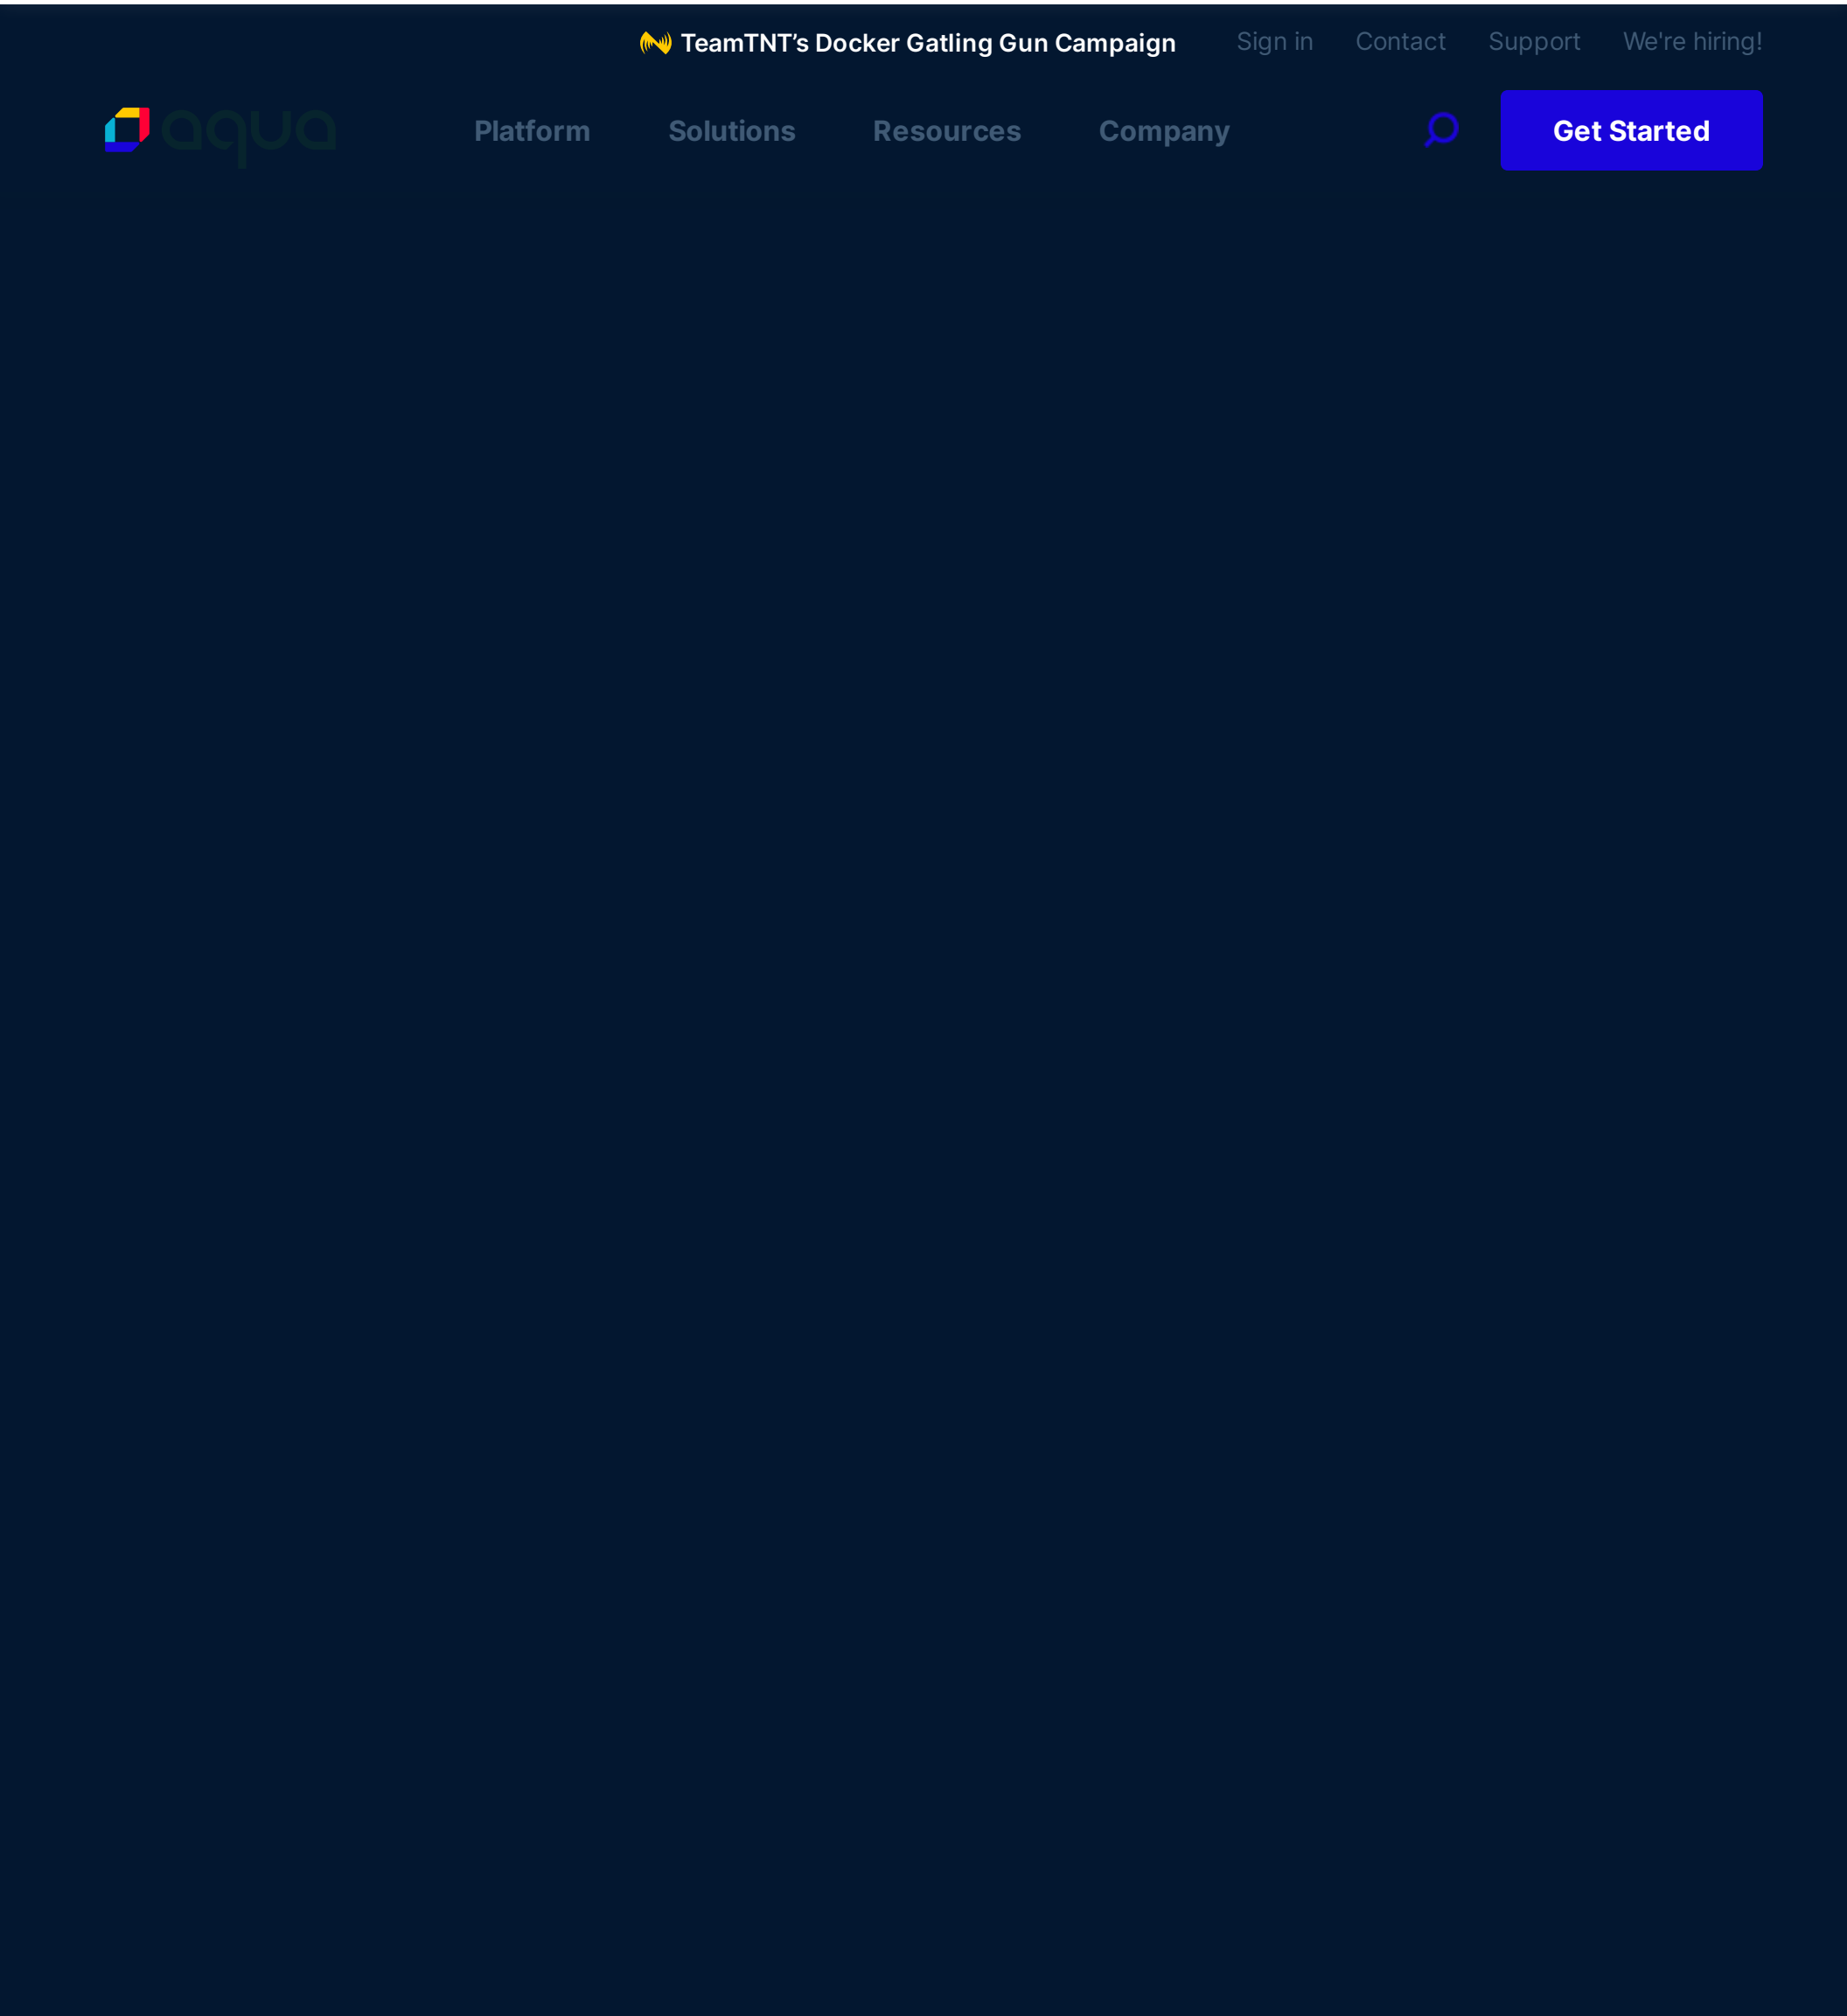 TeamTNT’s Docker Gatling Gun Campaign Sign in Contact Support We're hiring!
aqua Platform Solutions Resources Company Get Started